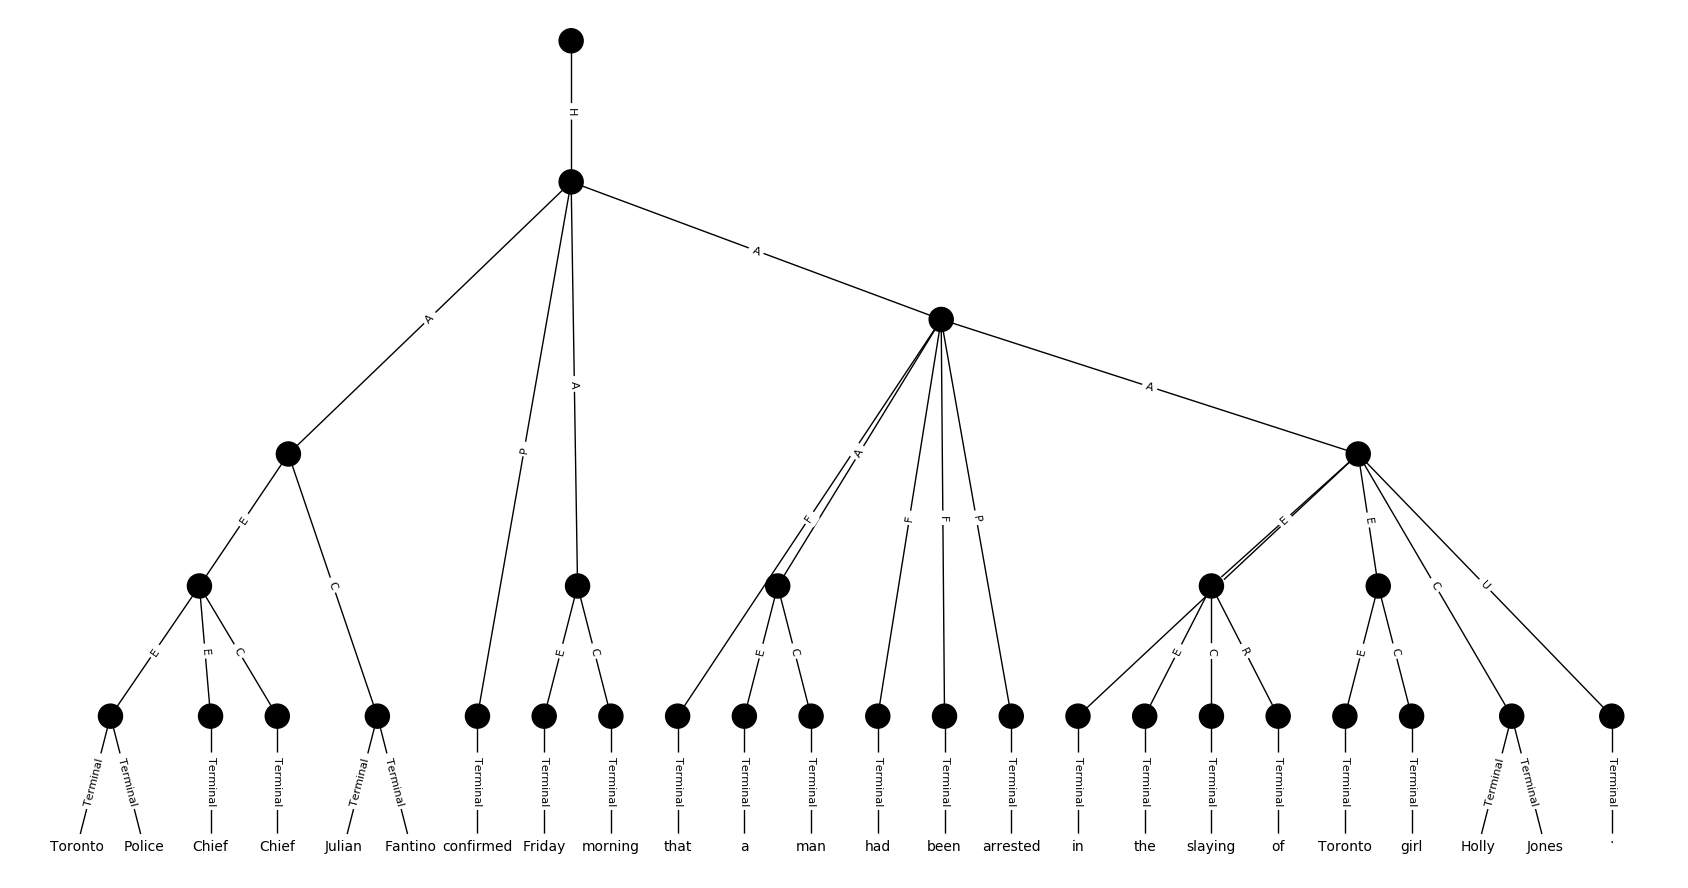 H
A
A
A
P
A
A
F
E
F
F
P
E
E
C
C
U
E
E
C
E
C
E
C
E
C
R
E
C
Terminal Terminal Terminal Terminal Terminal Terminal Terminal Terminal Terminal Terminal Terminal Terminal Terminal Terminal Terminal Terminal Terminal Terminal Terminal Terminal Terminal Terminal Terminal Terminal
Toronto Police Chief Chief Julian Fantino confirmed Friday morning that a man had been arrested in the slaying of Toronto girl Holly Jones .